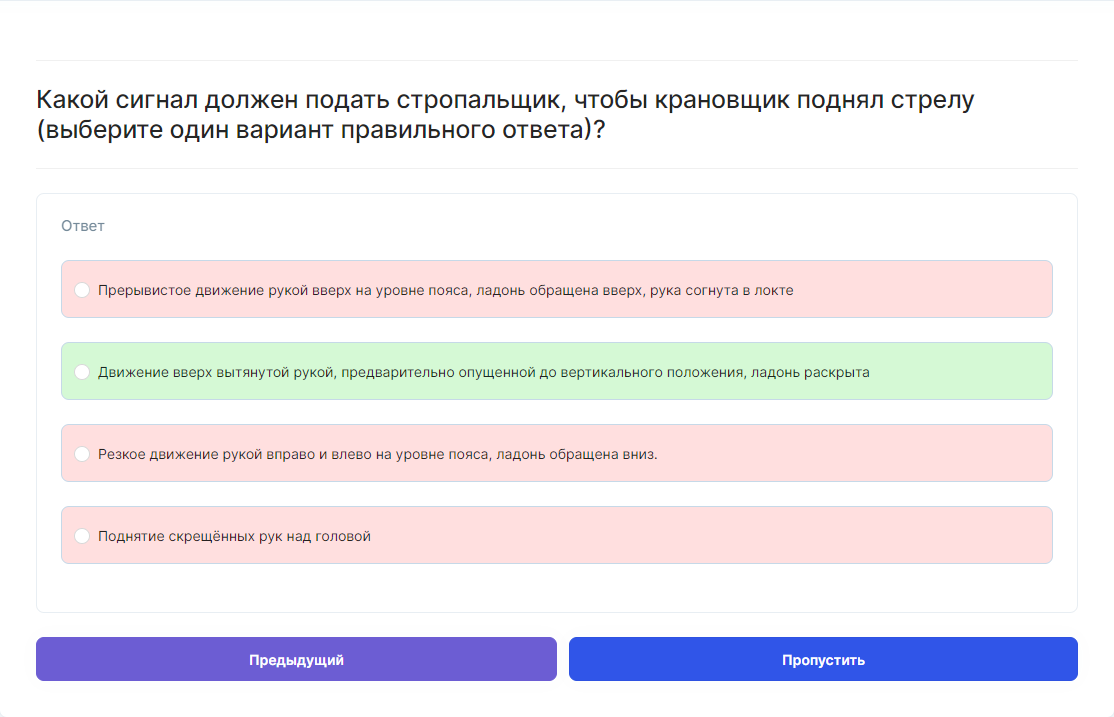 Какой сигнал должен подать стропальщик, чтобы крановщик поднял стрелу
(выберите один вариант правильного ответа)?
Ответ
Прерывистое движение рукой вверх на уровне пояса, ладонь обращена вверх, рука согнута в локте
Движение вверх вытянутой рукой, предварительно опущенной до вертикального положения, ладонь раскрыта
Резкое движение рукой вправо и влево на уровне пояса, ладонь обращена вниз.
Поднятие скрещённых рук над головой
Предыдущий
Пропустить